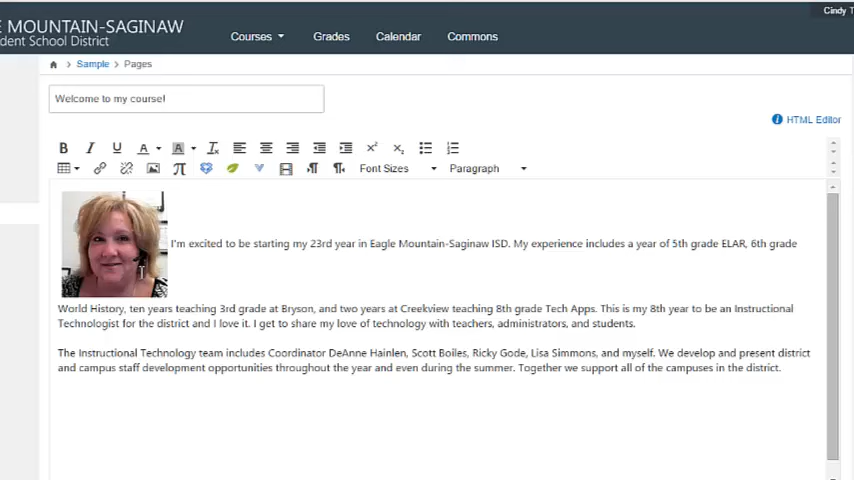 E MOUNTAIN-SAGINAW
dent School District
Courses
Grades
Calendar
Commons
Cindy T
Sample > Pages
Welcome to my course!
HTML Editor
B I U A A Ix x² x₂
π Font Sizes Paragraph
I'm excited to be starting my 23rd year in Eagle Mountain-Saginaw ISD. My experience includes a year of 5th grade ELAR, 6th grade
World History, ten years teaching 3rd grade at Bryson, and two years at Creekview teaching 8th grade Tech Apps. This is my 8th year to be an Instructional
Technologist for the district and I love it. I get to share my love of technology with teachers, administrators, and students.
The Instructional Technology team includes Coordinator DeAnne Hainlen, Scott Boiles, Ricky Gode, Lisa Simmons, and myself. We develop and present district
and campus staff development opportunities throughout the year and even during the summer. Together we support all of the campuses in the district.